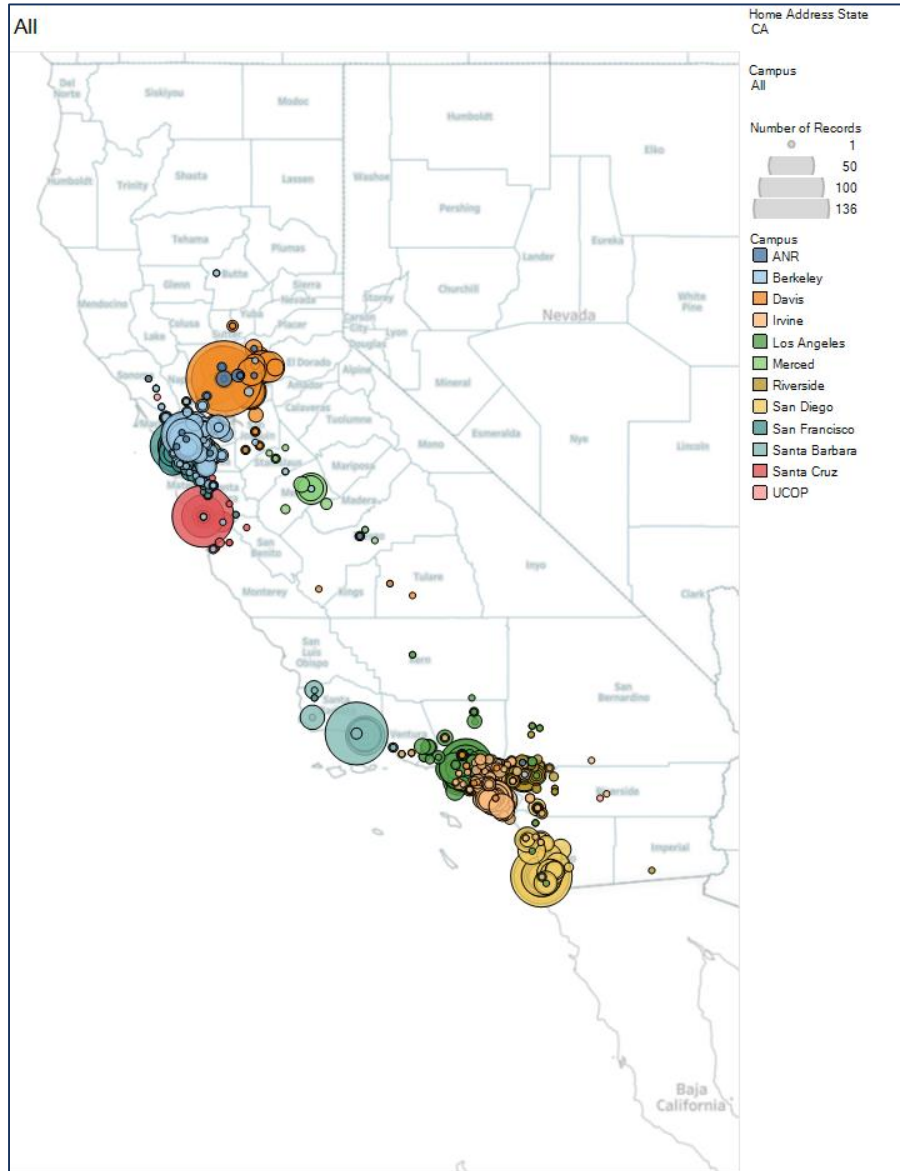 All
Home Address State
CA
Campus
All
Number of Records
1
50
100
136
Campus
ANR
Berkeley
Davis
Irvine
Los Angeles
Merced
Riverside
San Diego
San Francisco
Santa Barbara
Santa Cruz
UCOP
Del
Norte
Siskiyou
Modoc
Humboldt
Elko
Humboldt
Trinity
Shasta
Lassen
Washoe
Pershing
Lander
Eureka
Tehama
Plumas
Glenn
Butte
Sierra
Nevada
Storey
Churchill
White
Pine
Mendocino
Colusa
Yuba
Placer
Carson
City
Lyon
Douglas
Nevada
Lake
El Dorado
Alpine
Amador
Mineral
Calaveras
Tuolumne
Mono
Esmeralda
Nye
Lincoln
Mariposa
Madera
San
Benito
Inyo
Monterey
Kings
Tulare
Clark
San
Luis
Obispo
Kern
San
Bernardino
Santa
Ventura
Riverside
Imperial
Baja
California